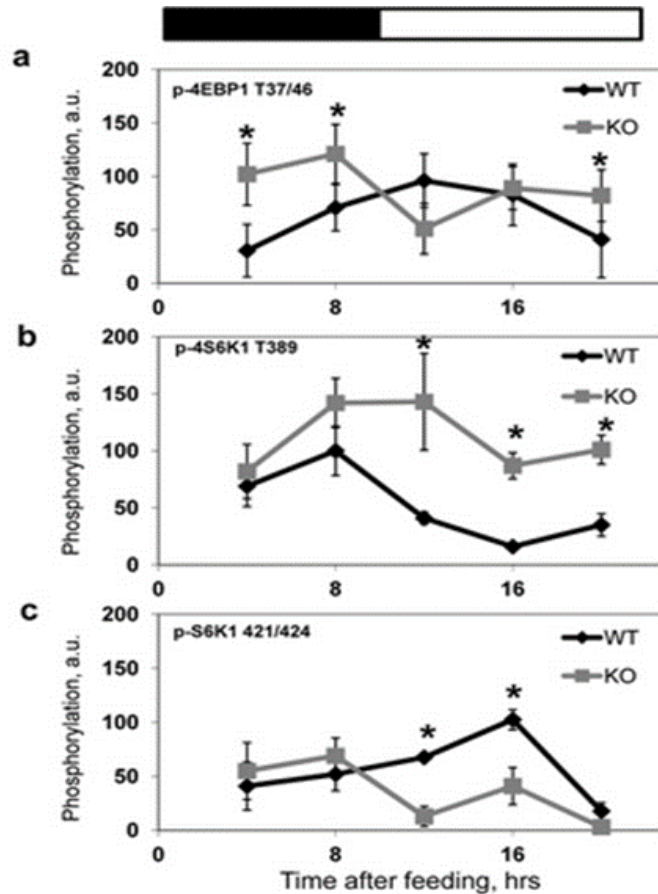 a
200
150
100
50
0
Phosphorylation, a.u.
p-4EBP1 T37/46
WT
KO
*
*
*
0 8 16
b
200
150
100
50
0
Phosphorylation, a.u.
p-4S6K1 T389
WT
KO
*
*
*
0 8 16
c
200
150
100
50
0
Phosphorylation, a.u.
p-S6K1 421/424
WT
KO
*
*
0 8 16
Time after feeding, hrs